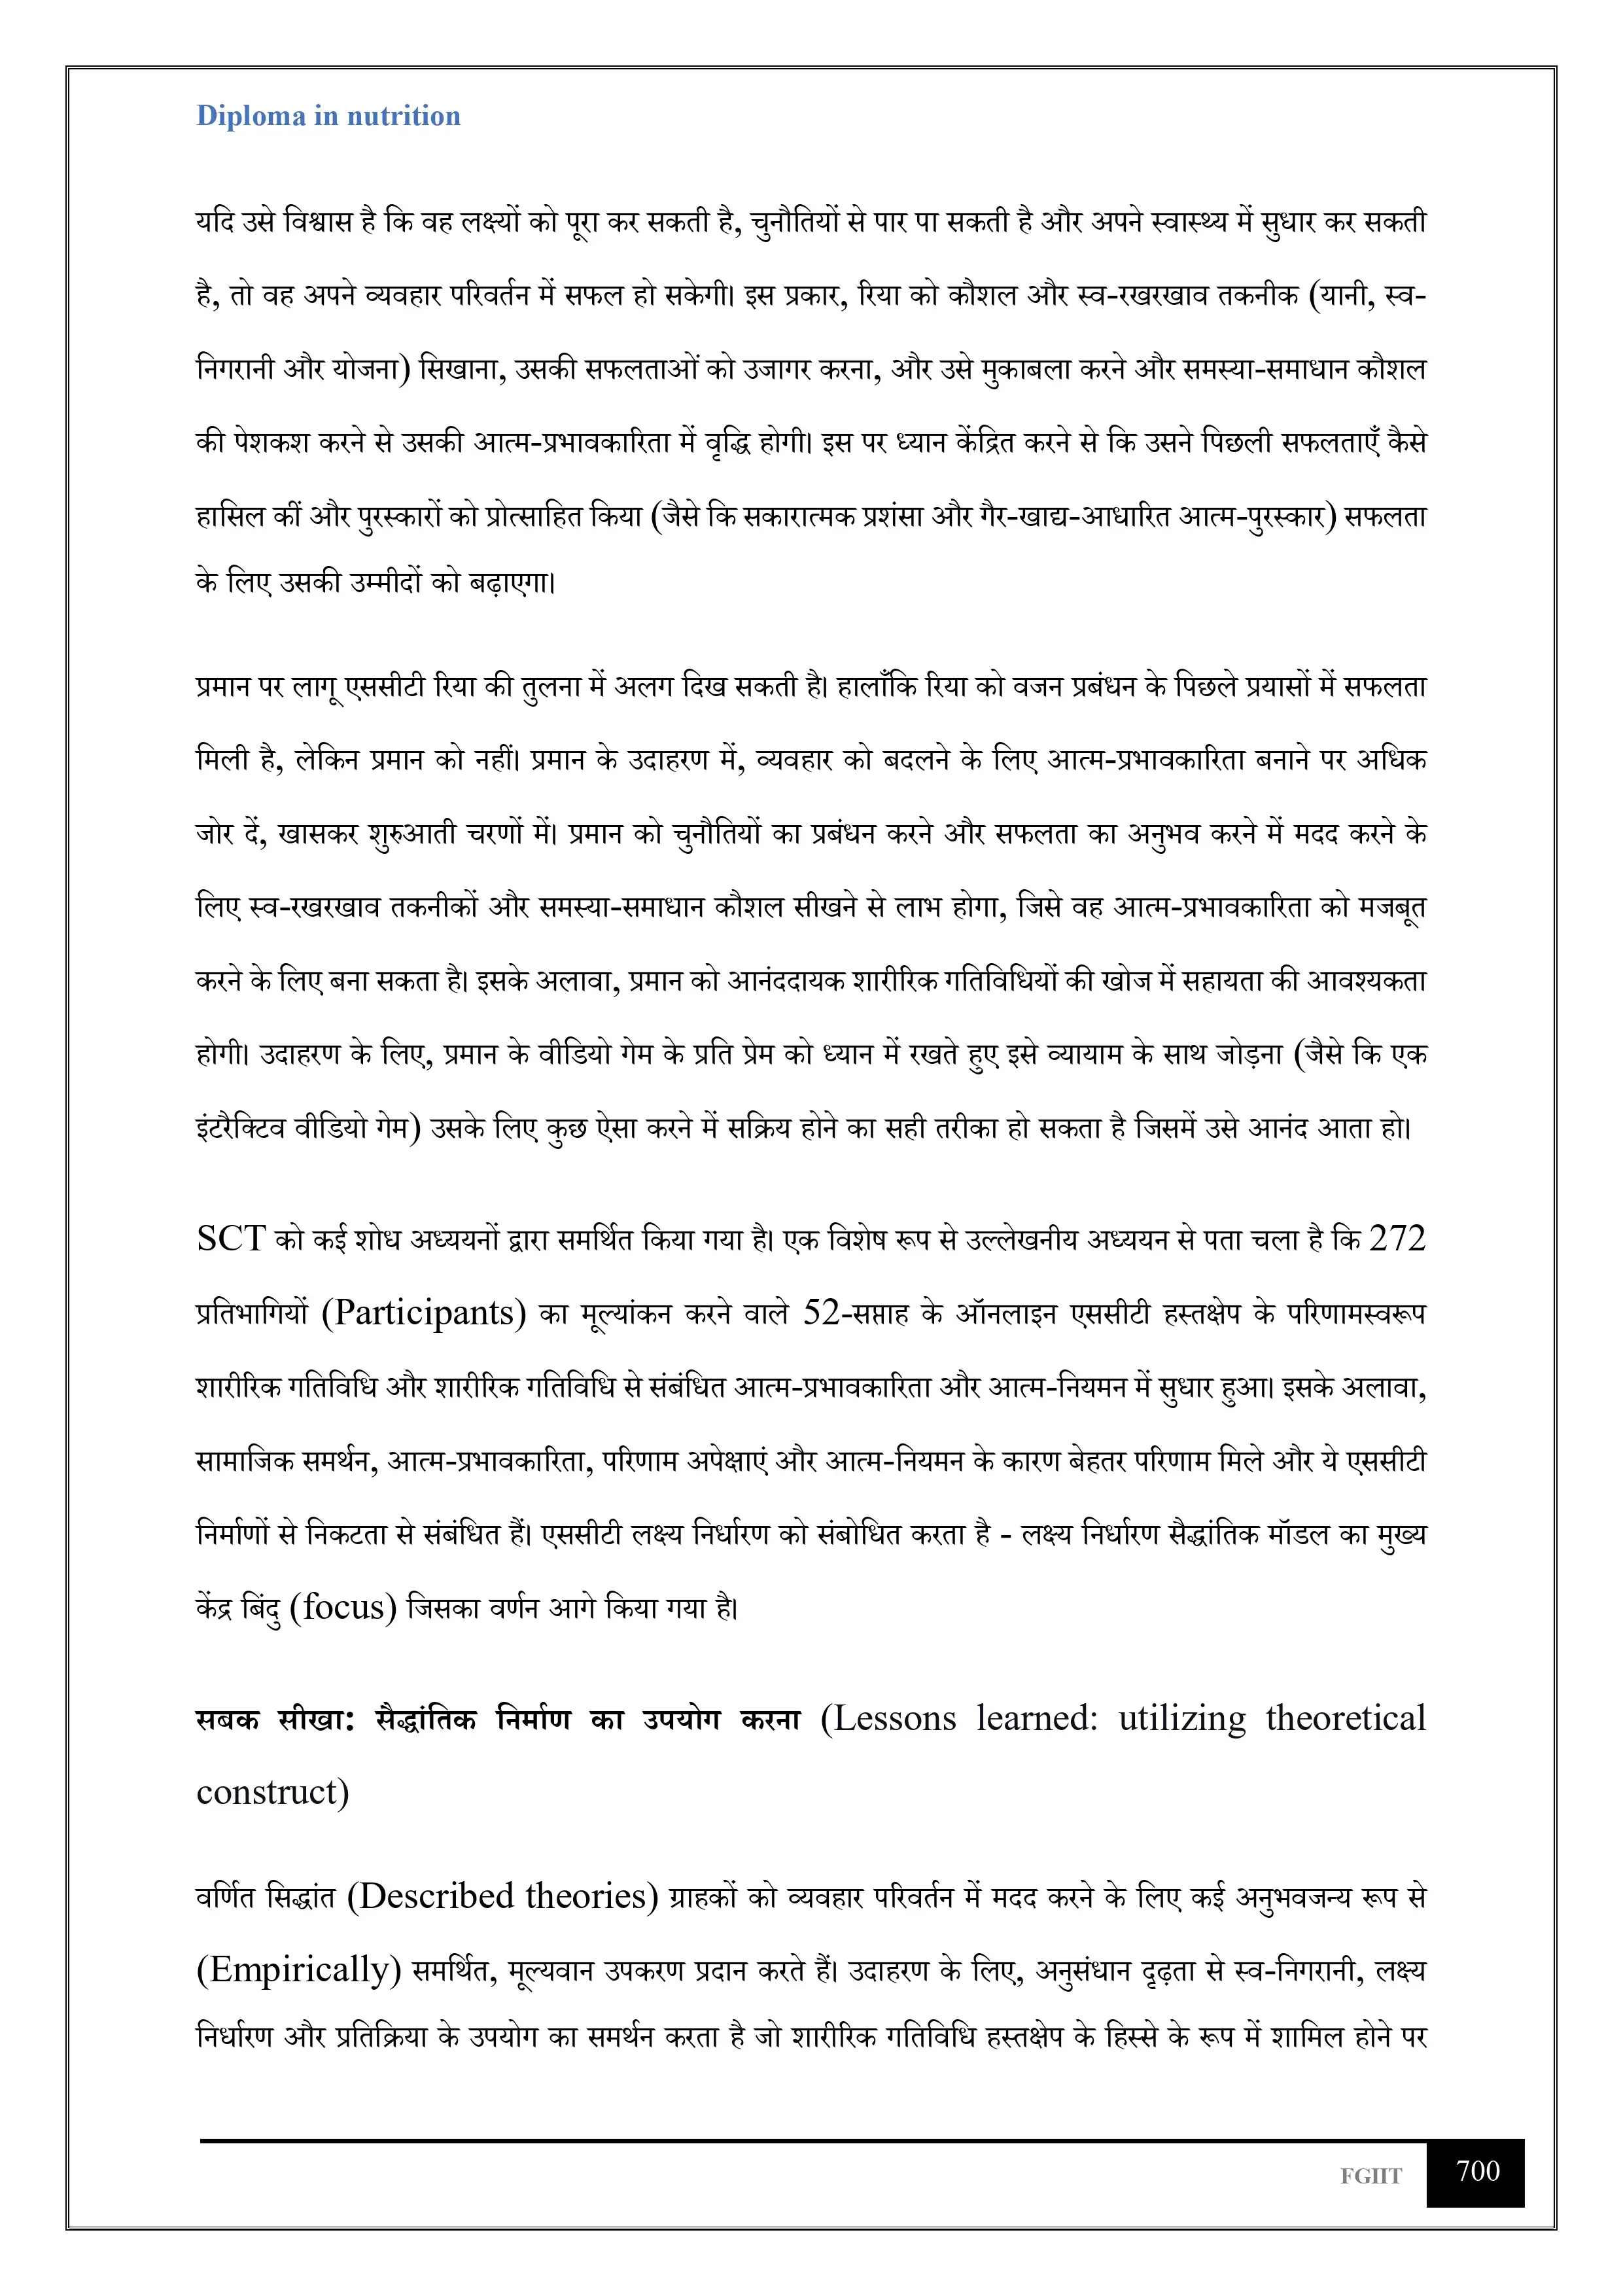 Diploma in nutrition
यदि उसे विश्वास है कि वह लक्ष्यों को पूरा कर सकती है, चुनौतियों से पार पा सकती है और अपने स्वास्थ्य में सुधार कर सकती
है, तो वह अपने व्यवहार परिवर्तन में सफल हो सकेगी। इस प्रकार, रिया को कौशल और स्व-रखरखाव तकनीक (यानी, स्व-
निगरानी और योजना) सिखाना, उसकी सफलताओं को उजागर करना, और उसे मुकाबला करने और समस्या-समाधान कौशल
की पेशकश करने से उसकी आत्म-प्रभावकारिता में वृद्धि होगी। इस पर ध्यान केंद्रित करने से कि उसने पिछली सफलताएँ कैसे
हासिल कीं और पुरस्कारों को प्रोत्साहित किया (जैसे कि सकारात्मक प्रशंसा और गैर-खाद्य-आधारित आत्म-पुरस्कार) सफलता
के लिए उसकी उम्मीदों को बढ़ाएगा।
प्रमान पर लागू एससीटी रिया की तुलना में अलग दिख सकती है। हालाँकि रिया को वजन प्रबंधन के पिछले प्रयासों में सफलता
मिली है, लेकिन प्रमान को नहीं। प्रमान के उदाहरण में, व्यवहार को बदलने के लिए आत्म-प्रभावकारिता बनाने पर अधिक
जोर दें, खासकर शुरुआती चरणों में। प्रमान को चुनौतियों का प्रबंधन करने और सफलता का अनुभव करने में मदद करने के
लिए स्व-रखरखाव तकनीकों और समस्या-समाधान कौशल सीखने से लाभ होगा, जिसे वह आत्म-प्रभावकारिता को मजबूत
करने के लिए बना सकता है। इसके अलावा, प्रमान को आनंददायक शारीरिक गतिविधियों की खोज में सहायता की आवश्यकता
होगी। उदाहरण के लिए, प्रमान के वीडियो गेम के प्रति प्रेम को ध्यान में रखते हुए इसे व्यायाम के साथ जोड़ना (जैसे कि एक
इंटरैक्टिव वीडियो गेम) उसके लिए कुछ ऐसा करने में सक्रिय होने का सही तरीका हो सकता है जिसमें उसे आनंद आता हो।
SCT को कई शोध अध्ययनों द्वारा समर्थित किया गया है। एक विशेष रूप से उल्लेखनीय अध्ययन से पता चला है कि 272
प्रतिभागियों (Participants) का मूल्यांकन करने वाले 52-सप्ताह के ऑनलाइन एससीटी हस्तक्षेप के परिणामस्वरूप
शारीरिक गतिविधि और शारीरिक गतिविधि से संबंधित आत्म-प्रभावकारिता और आत्म-नियमन में सुधार हुआ। इसके अलावा,
सामाजिक समर्थन, आत्म-प्रभावकारिता, परिणाम अपेक्षाएं और आत्म-नियमन के कारण बेहतर परिणाम मिले और ये एससीटी
निर्माणों से निकटता से संबंधित हैं। एससीटी लक्ष्य निर्धारण को संबोधित करता है - लक्ष्य निर्धारण सैद्धांतिक मॉडल का मुख्य
केंद्र बिंदु (focus) जिसका वर्णन आगे किया गया है।
सबक सीखा: सैद्धांतिक निर्माण का उपयोग करना (Lessons learned: utilizing theoretical
construct)
वर्णित सिद्धांत (Described theories) ग्राहकों को व्यवहार परिवर्तन में मदद करने के लिए कई अनुभवजन्य रूप से
(Empirically) समर्थित, मूल्यवान उपकरण प्रदान करते हैं। उदाहरण के लिए, अनुसंधान दृढ़ता से स्व-निगरानी, लक्ष्य
निर्धारण और प्रतिक्रिया के उपयोग का समर्थन करता है जो शारीरिक गतिविधि हस्तक्षेप के हिस्से के रूप में शामिल होने पर
FGIIT 700